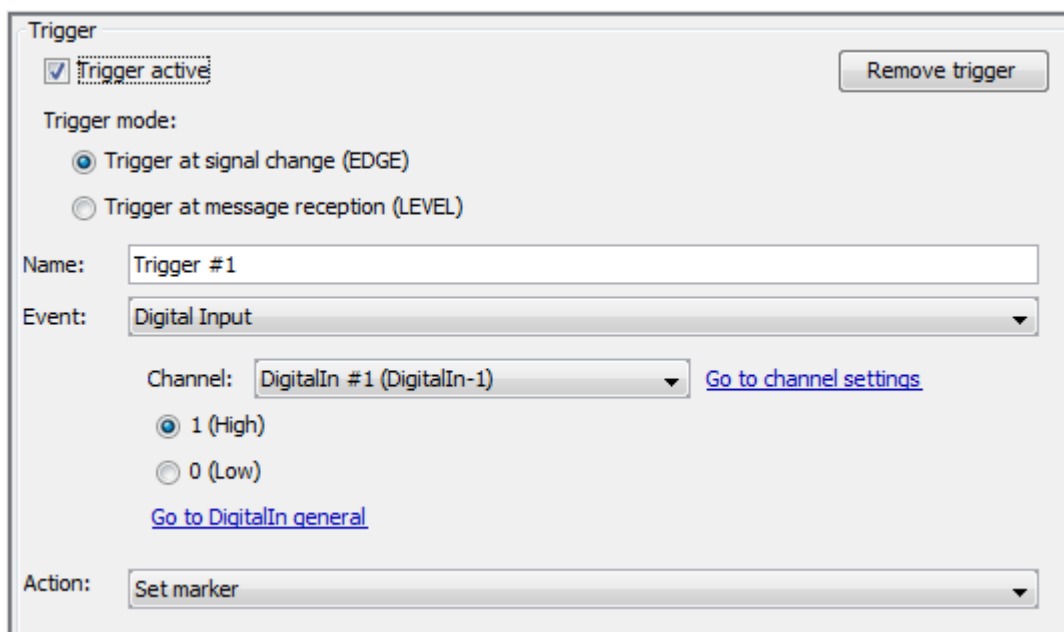 Trigger
Trigger active
Remove trigger
Trigger mode:
Trigger at signal change (EDGE)
Trigger at message reception (LEVEL)
Name: Trigger #1
Event: Digital Input
Channel: DigitalIn #1 (DigitalIn-1) Go to channel settings
1 (High)
0 (Low)
Go to DigitalIn general
Action: Set marker